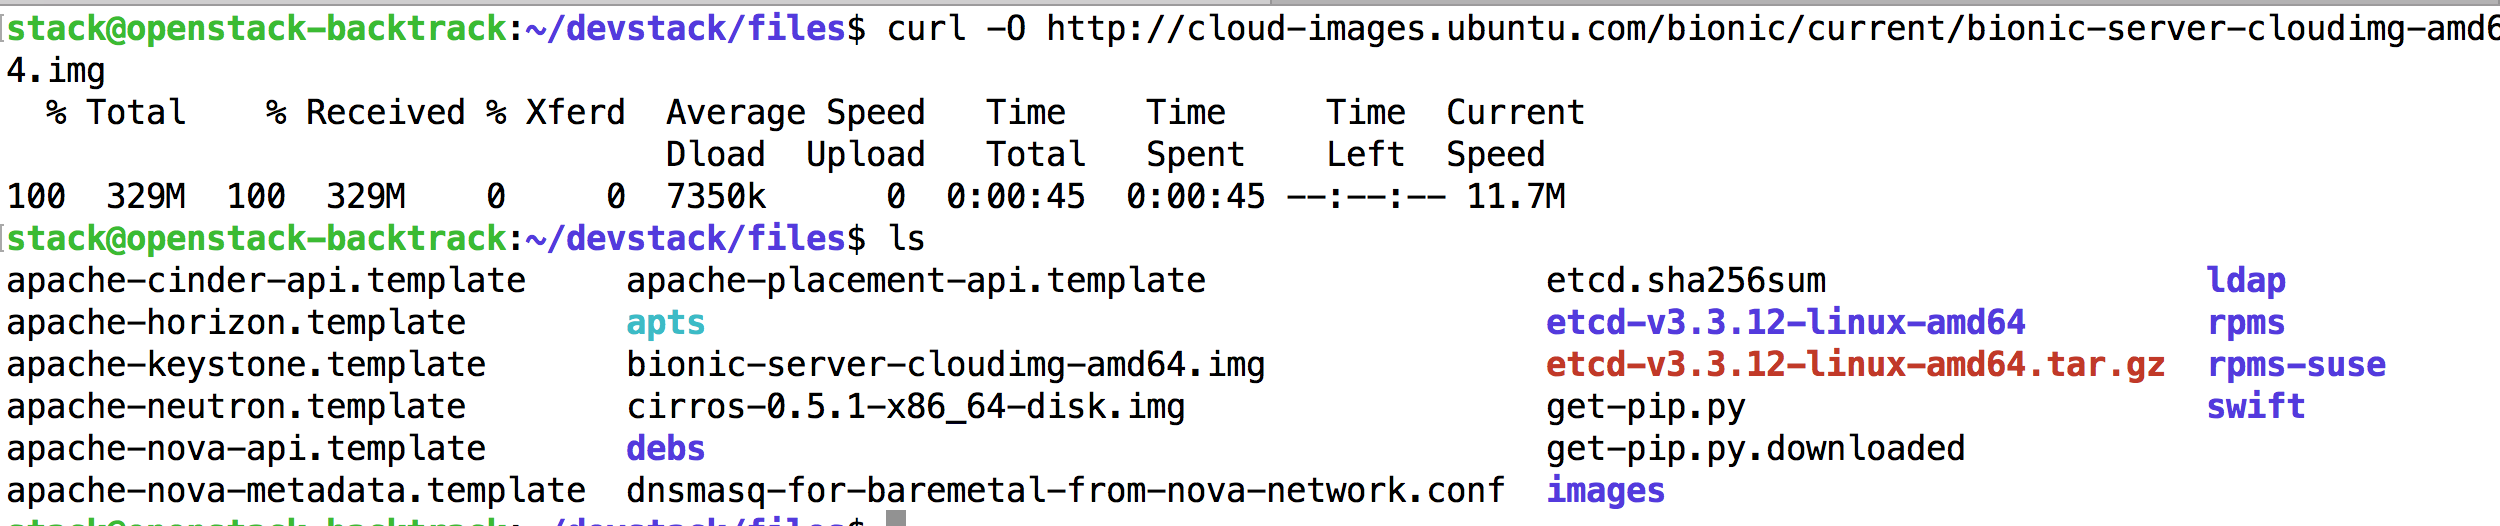 stack@openstack-backtrack:~/devstack/files$ curl -O http://cloud-images.ubuntu.com/bionic/current/bionic-server-cloudimg-amd6
4.img
  % Total    % Received % Xferd  Average Speed   Time    Time     Time  Current
                                 Dload  Upload   Total   Spent    Left  Speed
100  329M  100  329M    0     0  7350k      0  0:00:45  0:00:45 --:--:-- 11.7M
stack@openstack-backtrack:~/devstack/files$ ls
apache-cinder-api.template     apache-placement-api.template                 etcd.sha256sum                   ldap
apache-horizon.template        apts                                          etcd-v3.3.12-linux-amd64         rpms
apache-keystone.template       bionic-server-cloudimg-amd64.img              etcd-v3.3.12-linux-amd64.tar.gz  rpms-suse
apache-neutron.template        cirros-0.5.1-x86_64-disk.img                  get-pip.py                       swift
apache-nova-api.template       debs                                          get-pip.py.downloaded
apache-nova-metadata.template  dnsmasq-for-baremetal-from-nova-network.conf  images
stack@openstack-backtrack:~/devstack/files$